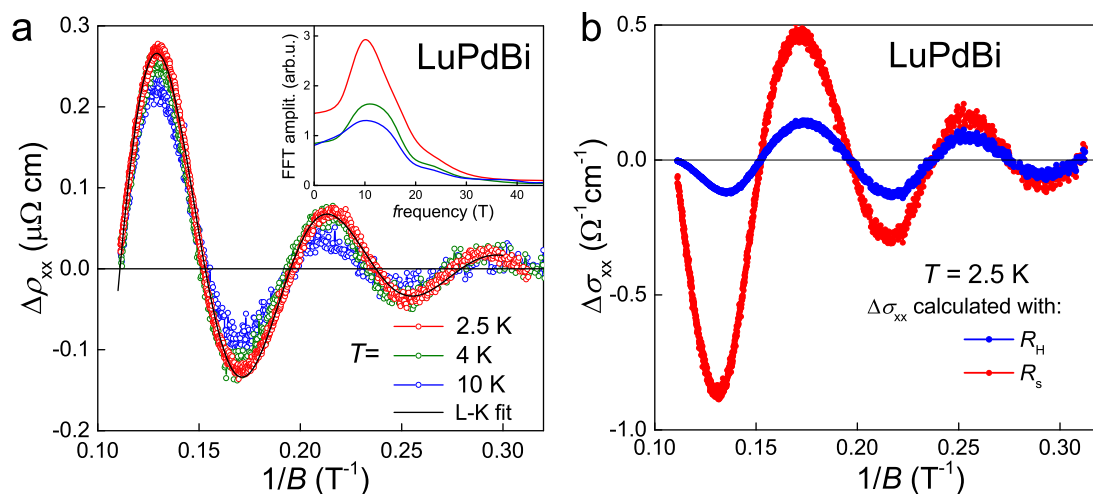 a
LuPdBi
Δρxx (μΩ cm)
0.3
0.2
0.1
0.0
-0.1
-0.2
0.10
0.15
0.20
0.25
0.30
1/B (T-1)
FFT amplit. (arb.u.)
3
2
1
0
0
10
20
30
40
frequency (T)
T=
2.5 K
4 K
10 K
L-K fit
b
LuPdBi
Δσxx (Ω-1cm-1)
0.5
0.0
-0.5
-1.0
0.10
0.15
0.20
0.25
0.30
1/B (T-1)
T = 2.5 K
Δσxx calculated with:
RH
Rs